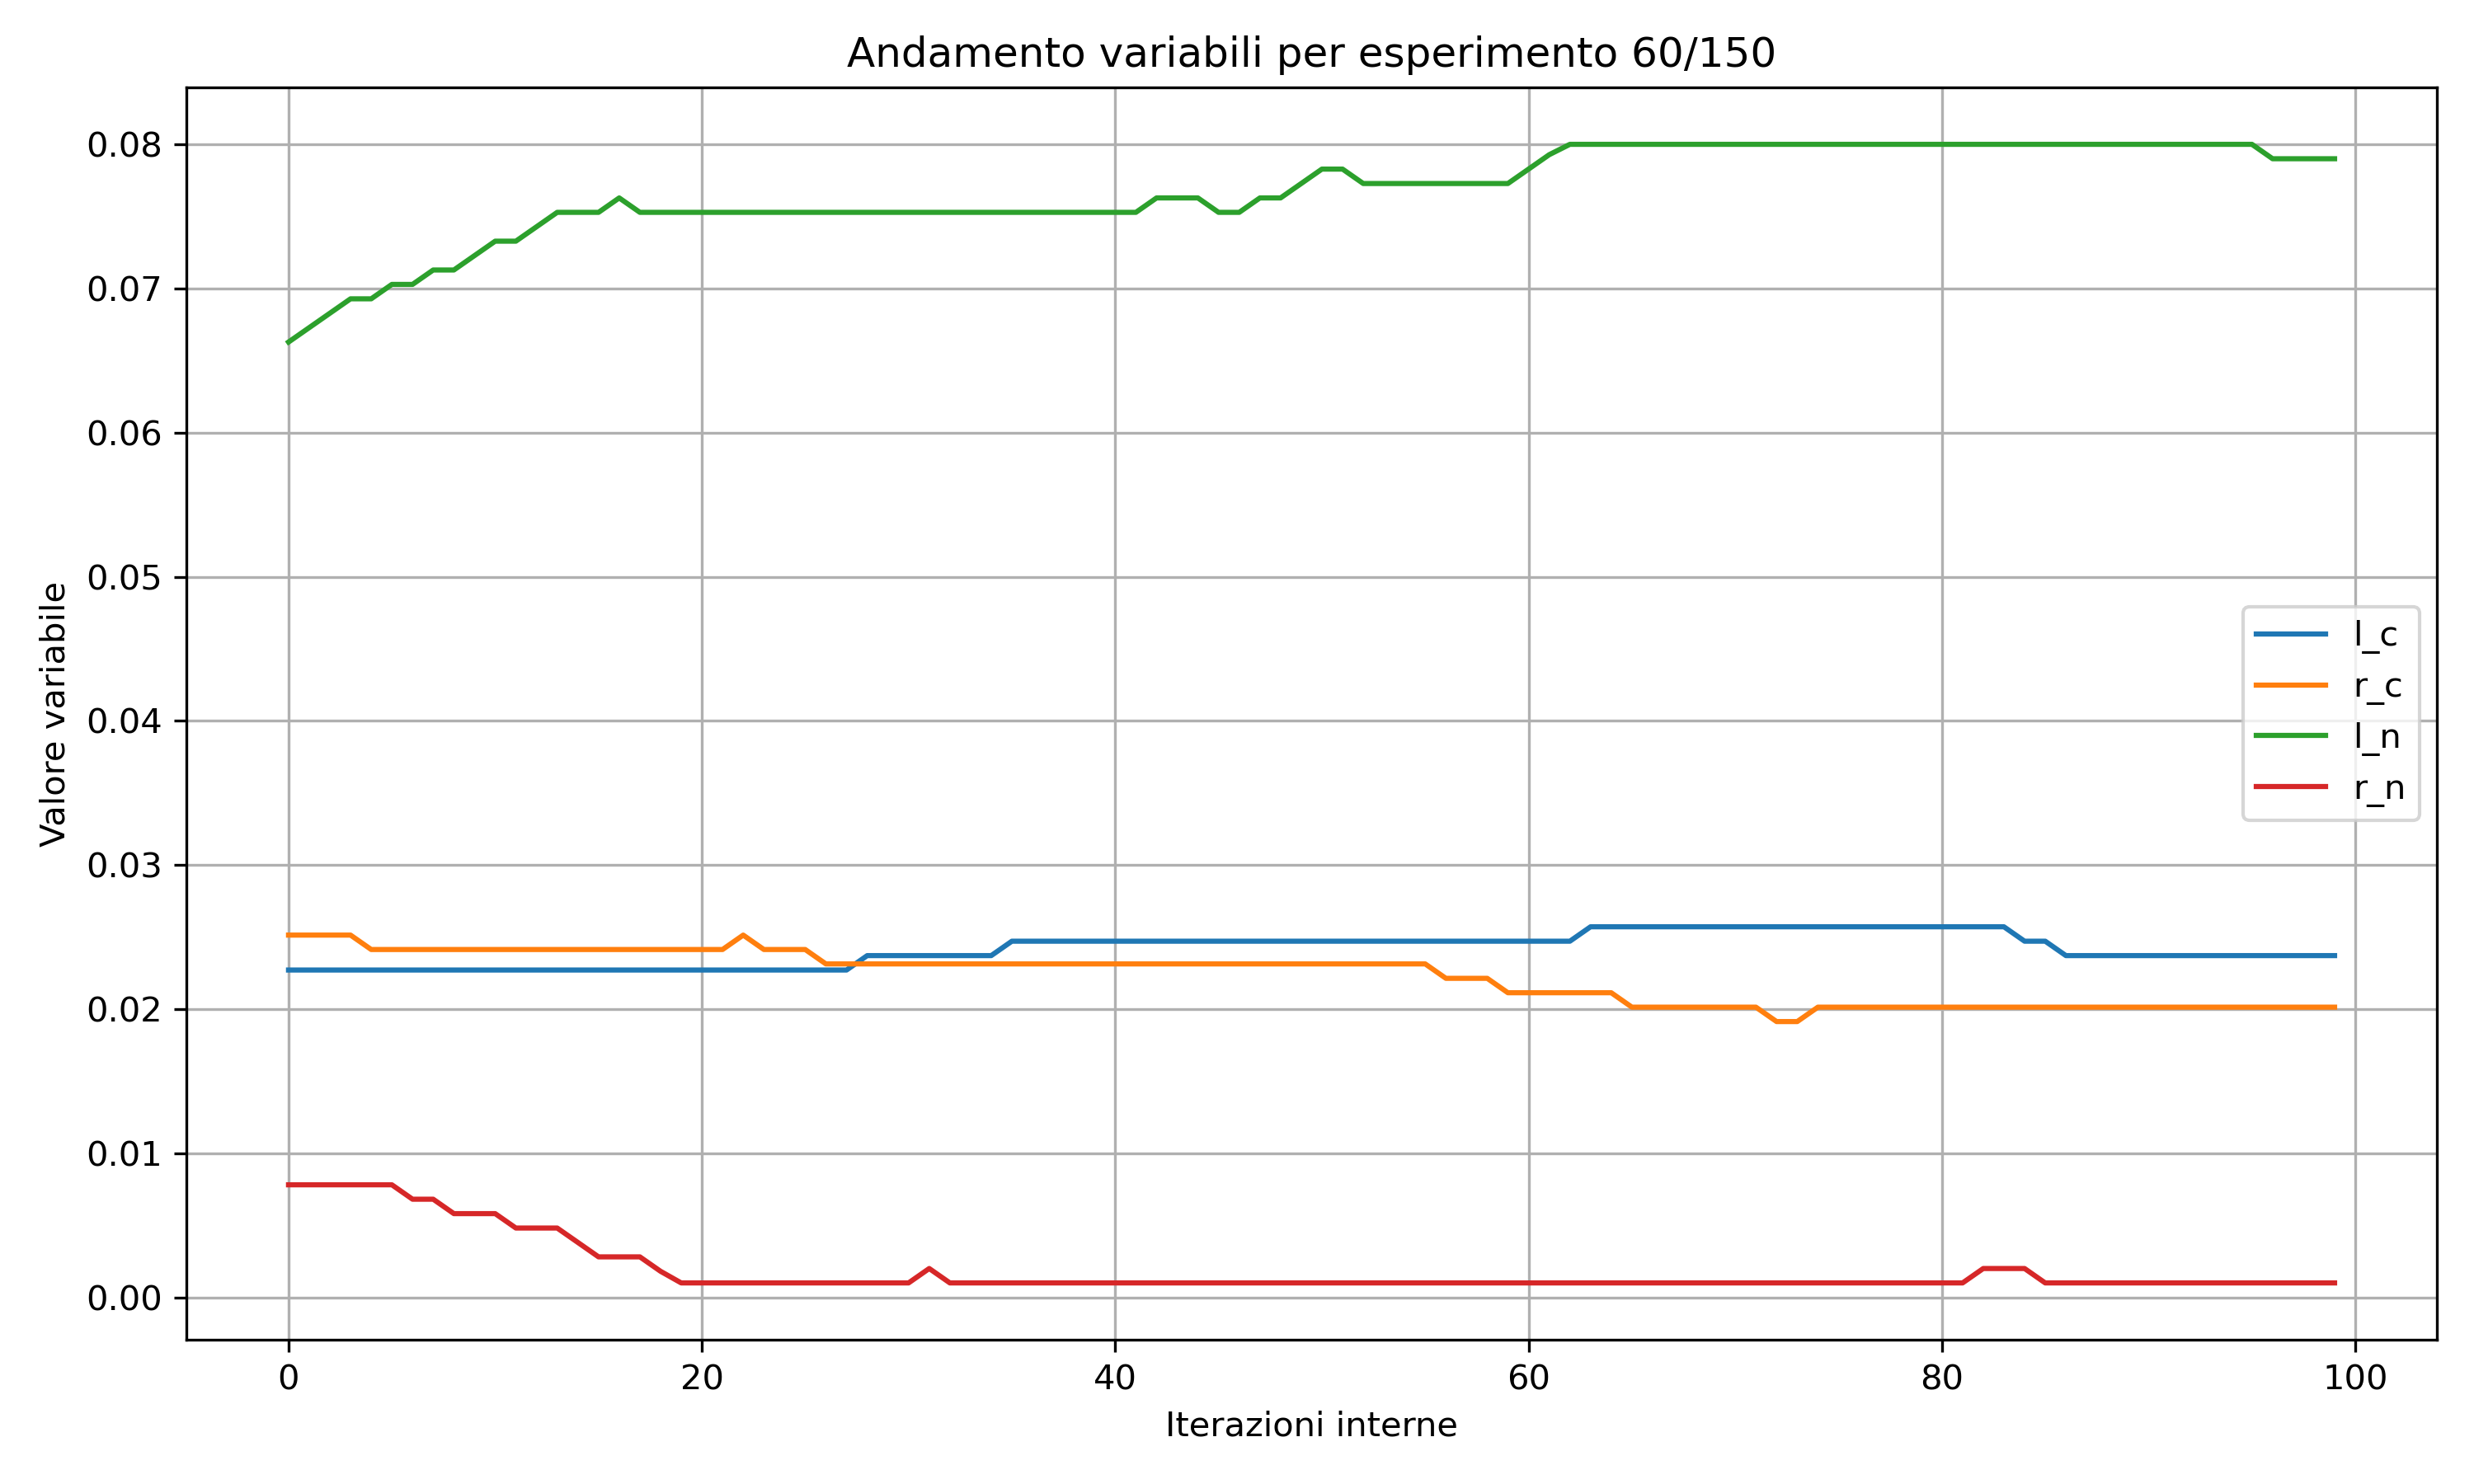 Andamento variabili per esperimento 60/150
Valore variabile
0.08
0.07
0.06
0.05
0.04
0.03
0.02
0.01
0.00
l_c
r_c
l_n
r_n
0 20 40 60 80 100
Iterazioni interne